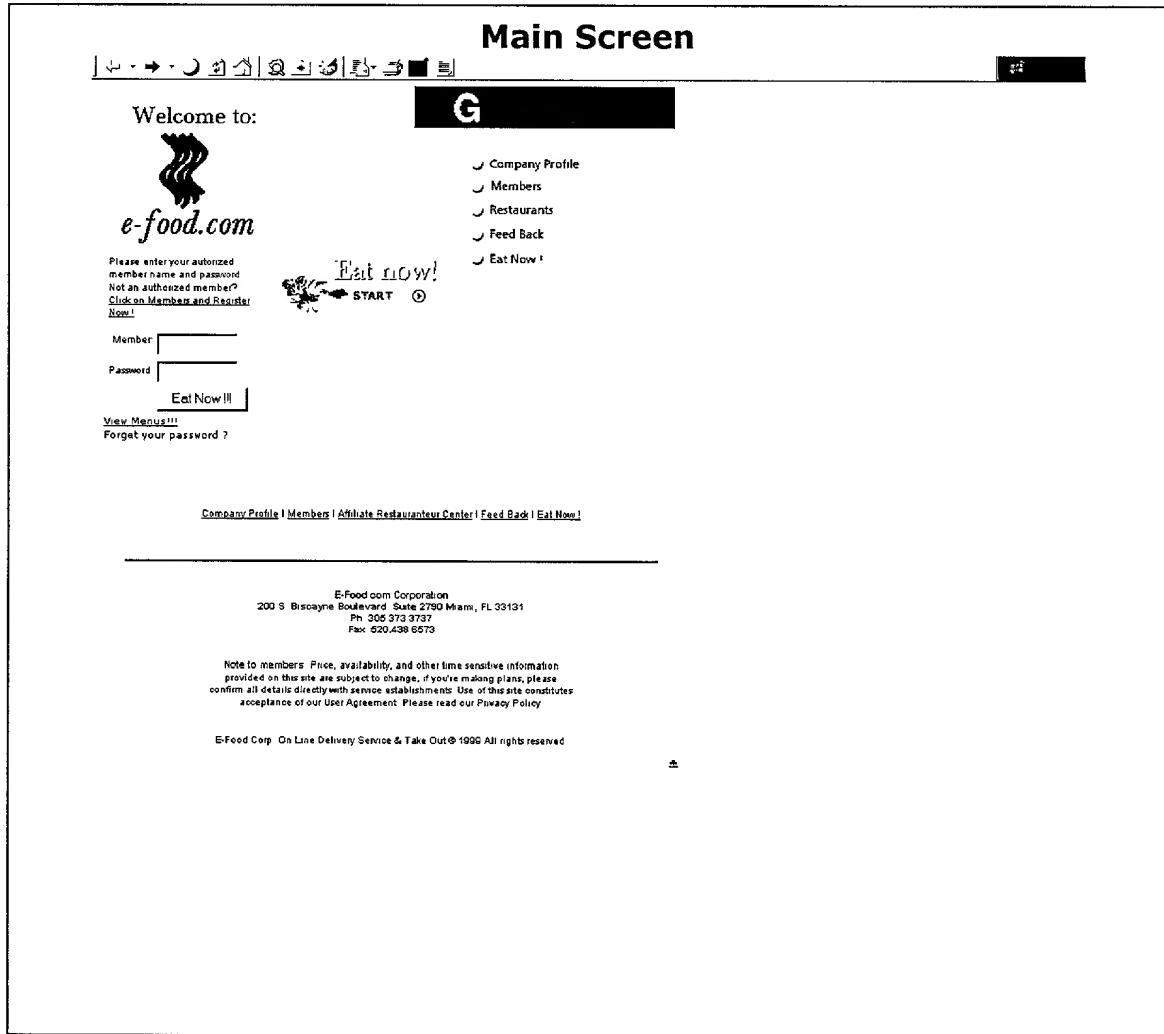 Main Screen
Welcome to:
e-food.com
Please enter your autorized
member name and password
Not an authorized member?
Click on Members and Register
Now !
Member
Password
Eat Now !!!
View Menus!!!
Forget your password ?
G
Company Profile
Members
Restaurants
Feed Back
Eat Now !
Eat now!
START
Company Profile | Members | Affiliate Restauranteur Center | Feed Back | Eat Now !
E-Food com Corporation
200 S Biscayne Boulevard Suite 2790 Miami, FL 33131
Ph 305 373 3737
Fax 520.438 6573
Note to members Price, availability, and other time sensitive information
provided on this site are subject to change, if you're making plans, please
confirm all details directly with service establishments Use of this site constitutes
acceptance of our User Agreement Please read our Privacy Policy
E-Food Corp On Line Delivery Service & Take Out © 1999 All rights reserved